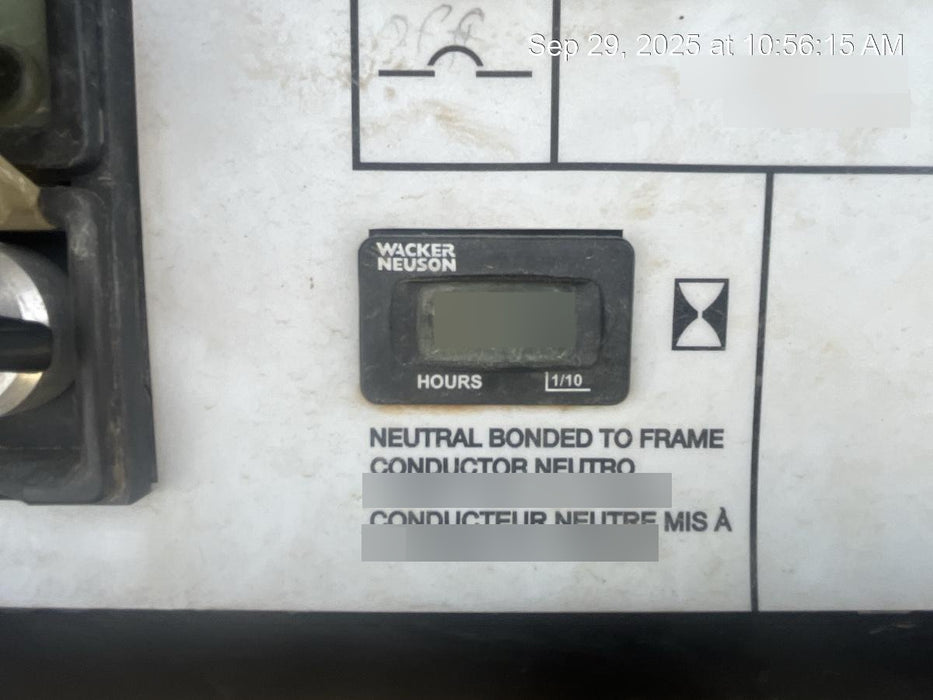 off
Sep 29, 2025 at 10:56:15 AM
WACKER
NEUSON
HOURS 1/10
NEUTRAL BONDED TO FRAME
CONDUCTOR NEUTRO
CONDUCTEUR NEUTRE MIS À